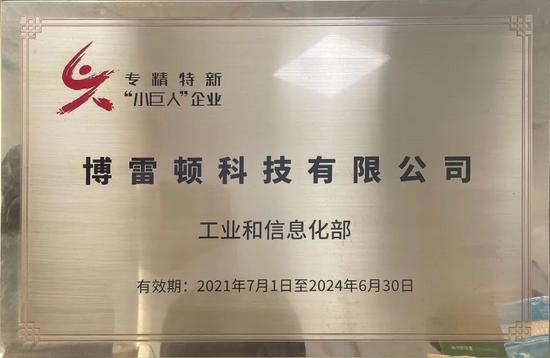 专精特新
“小巨人”企业
博雷顿科技有限公司
工业和信息化部
有效期：2021年7月1日至2024年6月30日